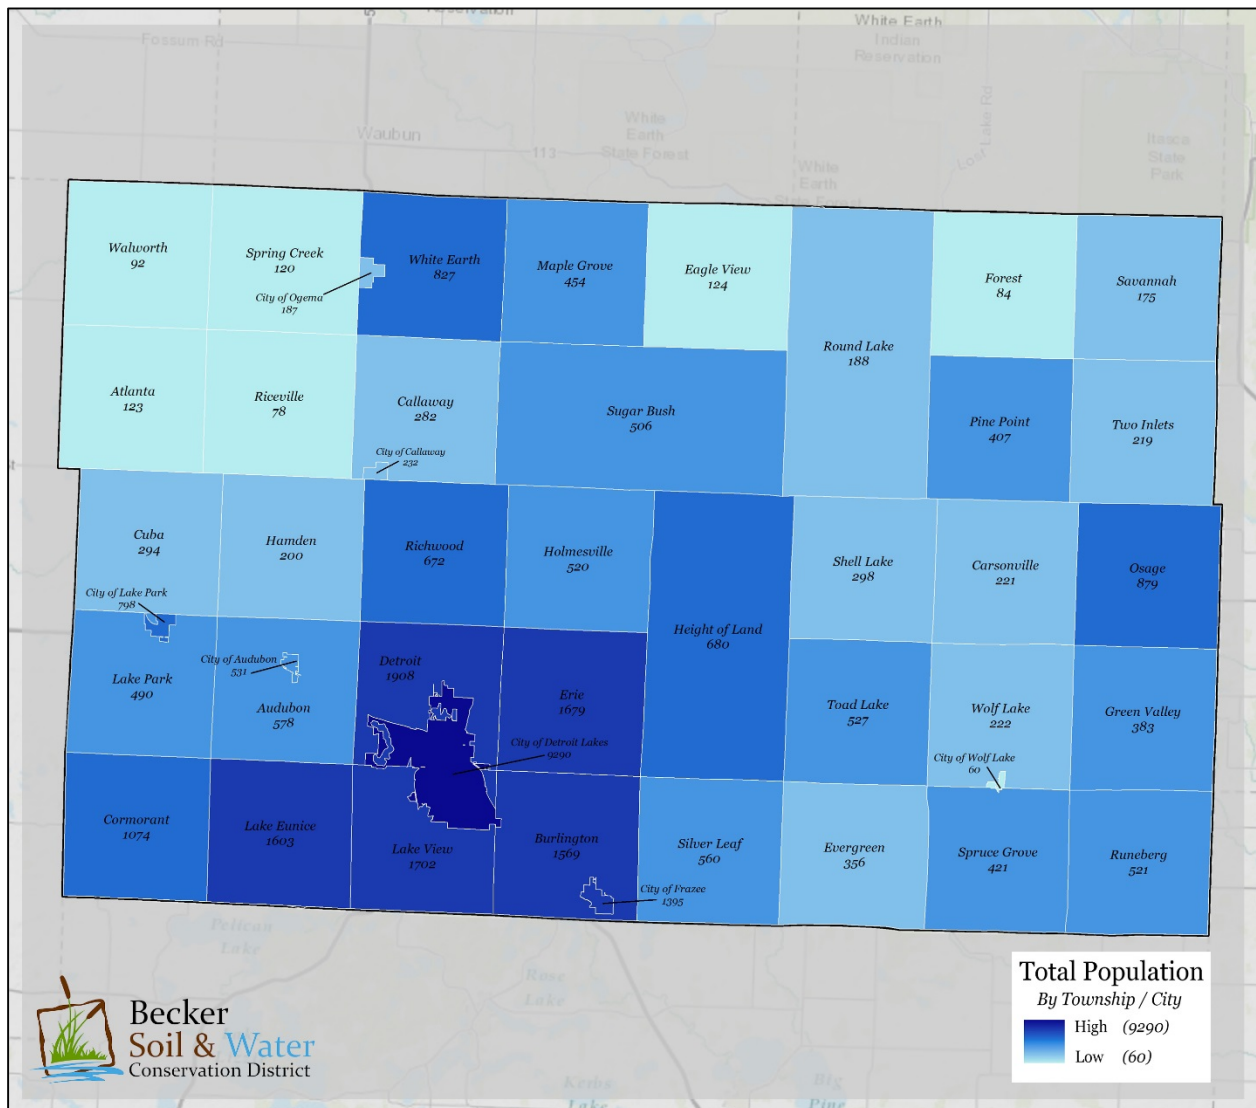 Reservation
White Earth
Indian
Reservation
Fossum Rd
Waubun
113
White
Earth
State Forest
White
Earth
State Forest
Lost Lake Rd
Itasca
State
Park
Walworth
92
Spring Creek
120
City of Ogema
187
White Earth
827
Maple Grove
454
Eagle View
124
Round Lake
188
Forest
84
Savannah
175
Atlanta
123
Riceville
78
Callaway
282
City of Callaway
232
Sugar Bush
506
Pine Point
407
Two Inlets
219
Cuba
294
Hamden
200
Richwood
672
Holmesville
520
Height of Land
680
Shell Lake
298
Carsonville
221
Osage
879
City of Lake Park
798
Lake Park
490
City of Audubon
531
Audubon
578
Detroit
1908
Erie
1679
City of Detroit Lakes
9290
Toad Lake
527
Wolf Lake
222
City of Wolf Lake
60
Green Valley
383
Cormorant
1074
Lake Eunice
1603
Lake View
1702
Burlington
1569
City of Frazee
1395
Silver Leaf
560
Evergreen
356
Spruce Grove
421
Runeberg
521
Pelican
Lake
Rose
Lake
Kerbs
Lake
Big
Pine
Becker
Soil & Water
Conservation District
Total Population
By Township / City
High (9290)
Low (60)